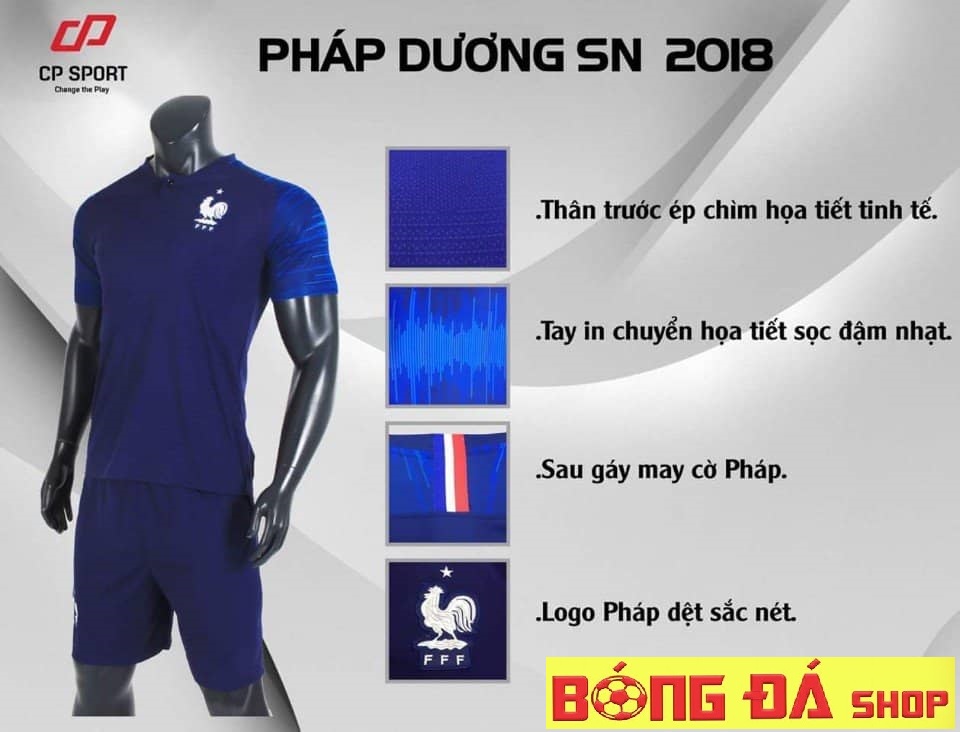 CP SPORT
Change the Play
PHÁP DƯƠNG SN 2018
.Thân trước ép chìm họa tiết tinh tế.
.Tay in chuyển họa tiết sọc đậm nhạt.
.Sau gáy may cờ Pháp.
.Logo Pháp dệt sắc nét.
FFF
FFF
BÓNG ĐÁ SHOP